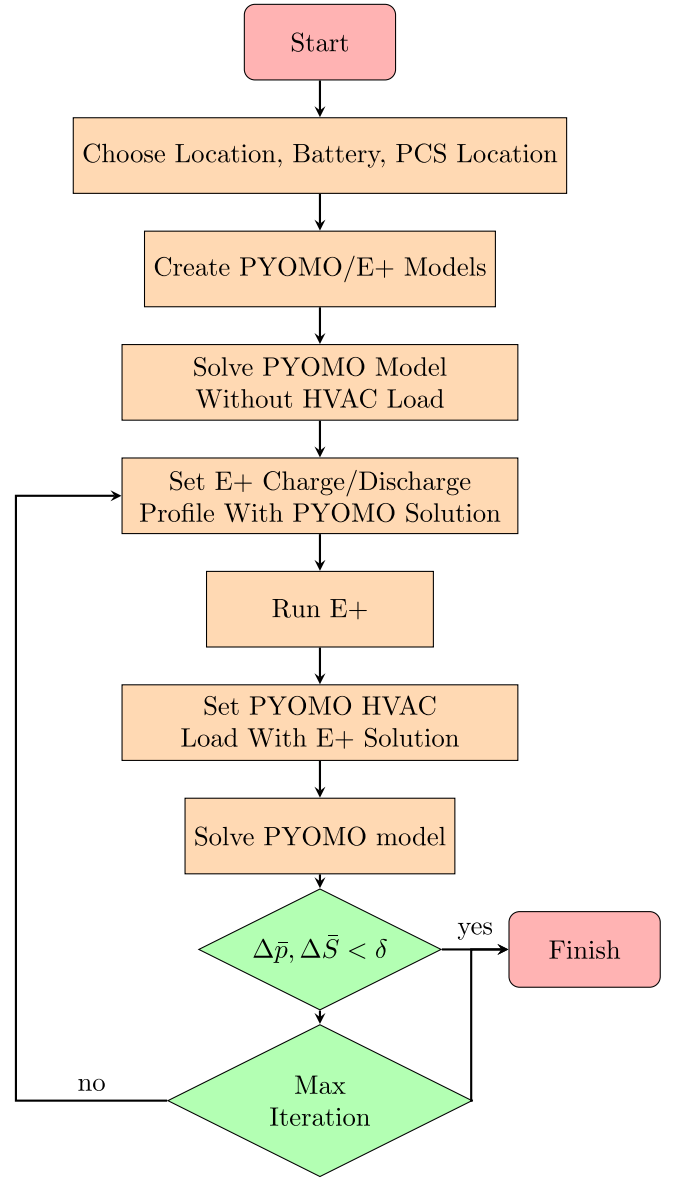 Start
Choose Location, Battery, PCS Location
Create PYOMO/E+ Models
Solve PYOMO Model
Without HVAC Load
Set E+ Charge/Discharge
Profile With PYOMO Solution
Run E+
Set PYOMO HVAC
Load With E+ Solution
Solve PYOMO model
Δp̄, ΔS̄ < δ
yes
Finish
Max
Iteration
no